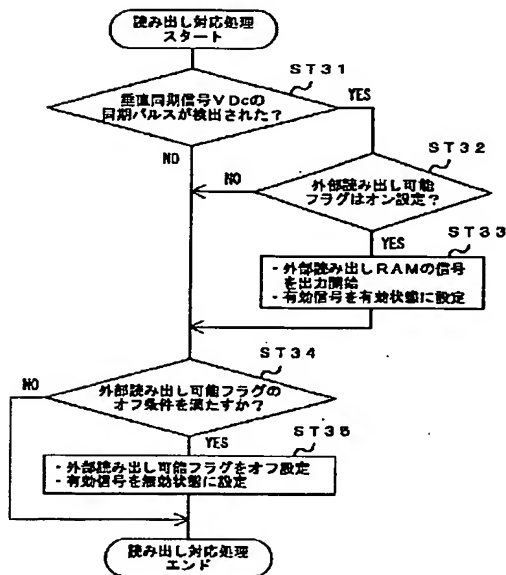 読み出し対応処理
スタート
ST31
垂直同期信号VDcの
同期パルスが検出された?
YES
NO
ST32
外部読み出し可能
フラグはオン設定?
NO
YES
ST33
・外部読み出しRAMの信号
を出力開始
・有効信号を有効状態に設定
ST34
外部読み出し可能フラグの
オフ条件を満たすか?
NO
YES
ST35
・外部読み出し可能フラグをオフ設定
・有効信号を無効状態に設定
読み出し対応処理
エンド